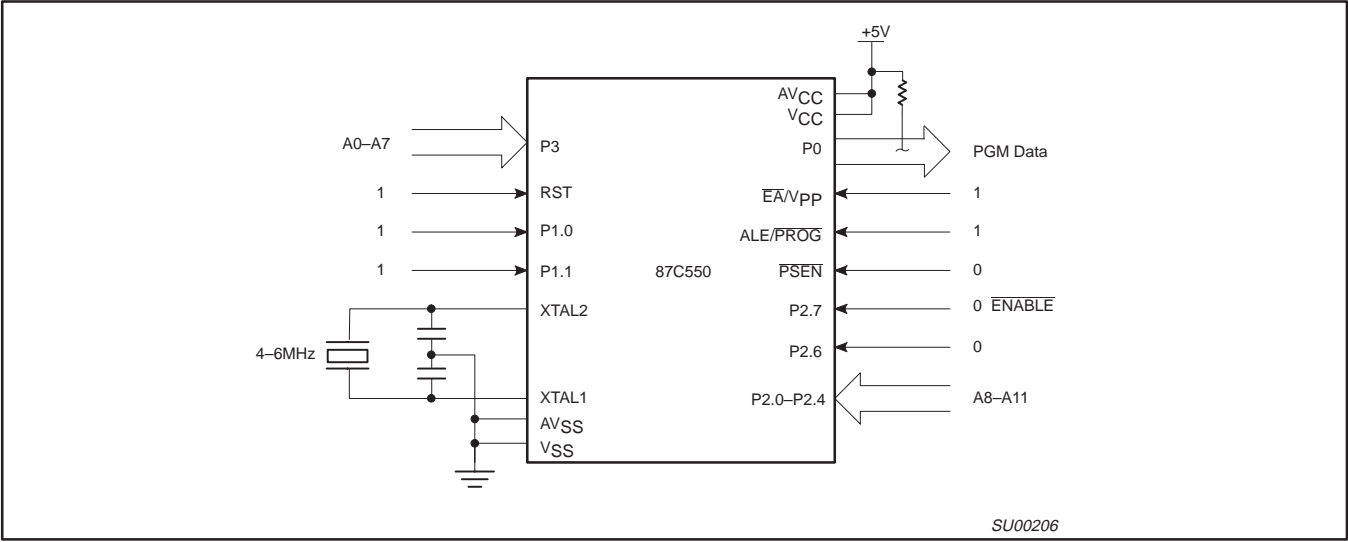 +5V
A0–A7
P3
RST
P1.0
P1.1
XTAL2
XTAL1
AVSS
VSS
1
1
1
4–6MHz
87C550
AVCC
VCC
P0
EA/VPP
ALE/PROG
PSEN
P2.7
P2.6
P2.0–P2.4
PGM Data
1
1
0
0 ENABLE
0
A8–A11
SU00206